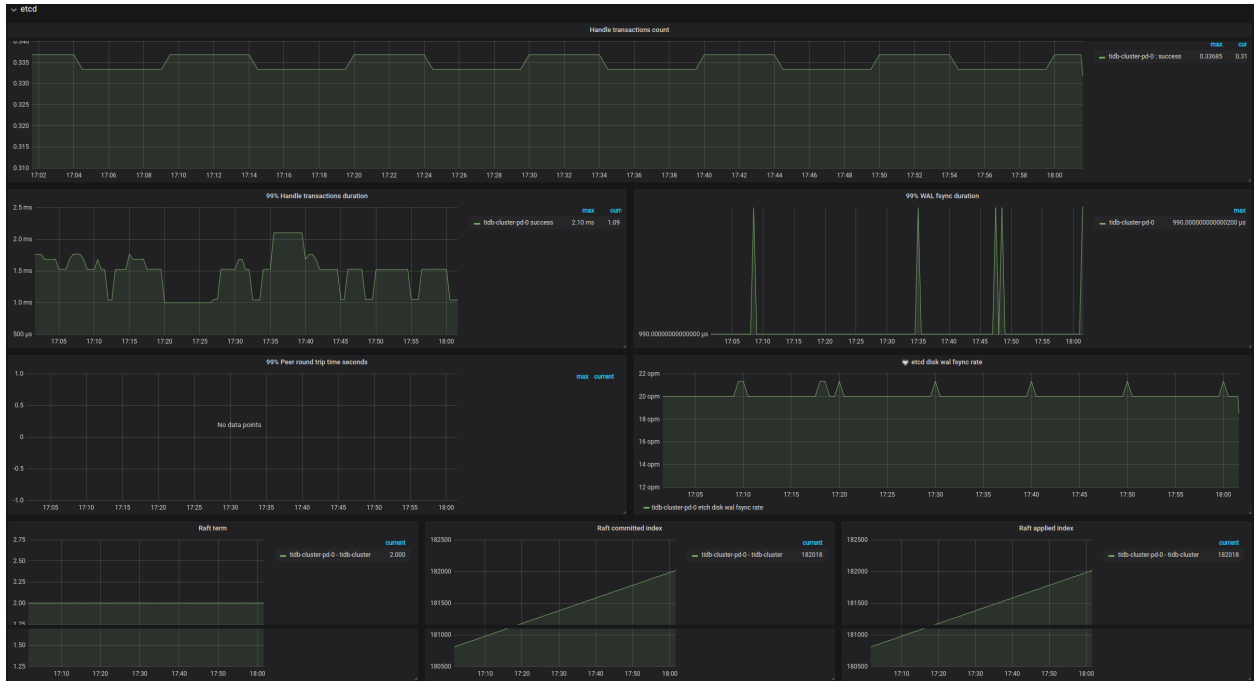 etcd
Handle transactions count
max cur
0.340
tidb-cluster-pd-0 : success 0.33685 0.31
0.335
0.330
0.325
0.320
0.315
0.310
17:02 17:04 17:06 17:08 17:10 17:12 17:14 17:16 17:18 17:20 17:22 17:24 17:26 17:28 17:30 17:32 17:34 17:36 17:38 17:40 17:42 17:44 17:46 17:48 17:50 17:52 17:54 17:56 17:58 18:00
99% Handle transactions duration
max curr
2.5 ms
tidb-cluster-pd-0 success 2.10 ms 1.09
2.0 ms
1.5 ms
1.0 ms
500 µs
17:05 17:10 17:15 17:20 17:25 17:30 17:35 17:40 17:45 17:50 17:55 18:00
99% WAL fsync duration
max
tidb-cluster-pd-0 990.0000000000200 µs
990.00000000000000 µs
17:05 17:10 17:15 17:20 17:25 17:30 17:35 17:40 17:45 17:50 17:55 18:00
99% Peer round trip time seconds
max current
1.0
0.5
No data points
0
-0.5
-1.0
17:05 17:10 17:15 17:20 17:25 17:30 17:35 17:40 17:45 17:50 17:55 18:00
etcd disk wal fsync rate
22 opm
20 opm
18 opm
16 opm
14 opm
12 opm
17:05 17:10 17:15 17:20 17:25 17:30 17:35 17:40 17:45 17:50 17:55 18:00
tidb-cluster-pd-0 etch disk wal fsync rate
Raft term
current
2.75
tidb-cluster-pd-0 - tidb-cluster 2.000
2.50
2.25
2.00
1.75
1.50
1.25
17:10 17:20 17:30 17:40 17:50 18:00
Raft committed index
current
182500
tidb-cluster-pd-0 - tidb-cluster 182018
182000
181500
181000
180500
17:10 17:20 17:30 17:40 17:50 18:00
Raft applied index
current
182500
tidb-cluster-pd-0 - tidb-cluster 182018
182000
181500
181000
180500
17:10 17:20 17:30 17:40 17:50 18:00